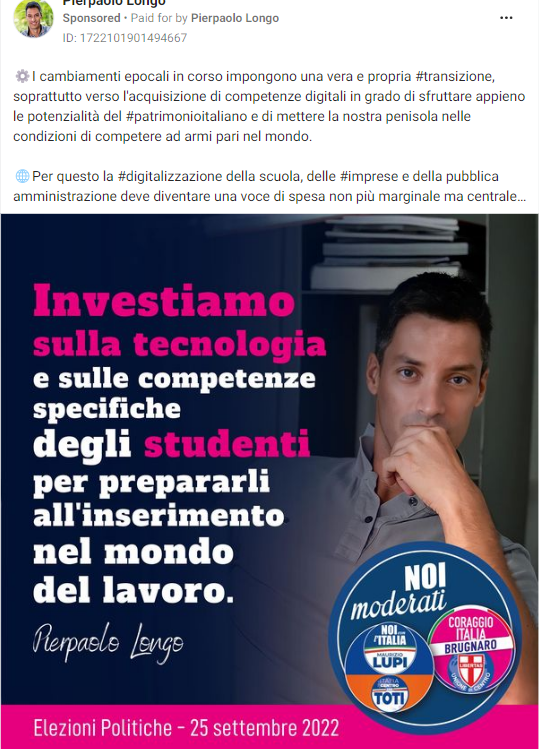 Pierpaolo Longo
Sponsored • Paid for by Pierpaolo Longo
ID: 1722101901494667
I cambiamenti epocali in corso impongono una vera e propria #transizione,
soprattutto verso l'acquisizione di competenze digitali in grado di sfruttare appieno
le potenzialità del #patrimonioitaliano e di mettere la nostra penisola nelle
condizioni di competere ad armi pari nel mondo.
Per questo la #digitalizzazione della scuola, delle #imprese e della pubblica
amministrazione deve diventare una voce di spesa non più marginale ma centrale...
Investiamo
sulla tecnologia
e sulle competenze
specifiche
degli studenti
per prepararli
all'inserimento
nel mondo
del lavoro.
Pierpaolo Longo
NOI
moderati
NOI CON
l'ITALIA
MAURIZIO
LUPI
ITALIA
CENTRO
TOTI
CORAGGIO
ITALIA
BRUGNARO
LIBERTAS
UNIONE DI CENTRO
Elezioni Politiche - 25 settembre 2022